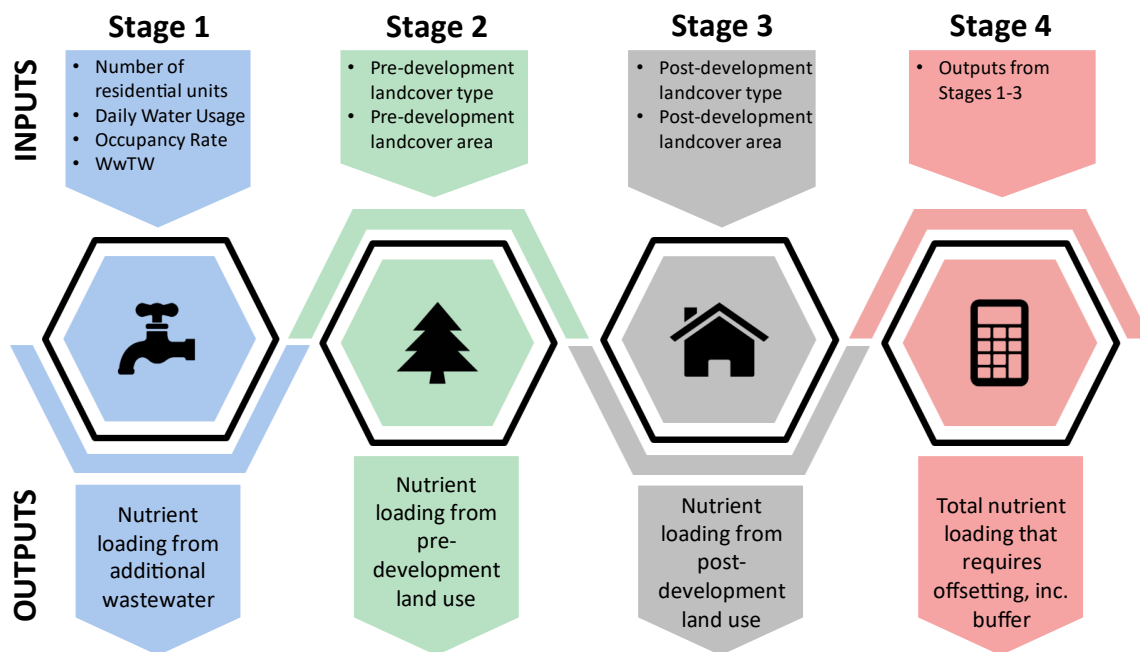 Stage 1
Stage 2
Stage 3
Stage 4
INPUTS
• Number of
residential units
• Daily Water Usage
• Occupancy Rate
• WwTW
• Pre-development
landcover type
• Pre-development
landcover area
• Post-development
landcover type
• Post-development
landcover area
• Outputs from
Stages 1-3
OUTPUTS
Nutrient
loading from
additional
wastewater
Nutrient
loading from
pre-
development
land use
Nutrient
loading from
post-
development
land use
Total nutrient
loading that
requires
offsetting, inc.
buffer